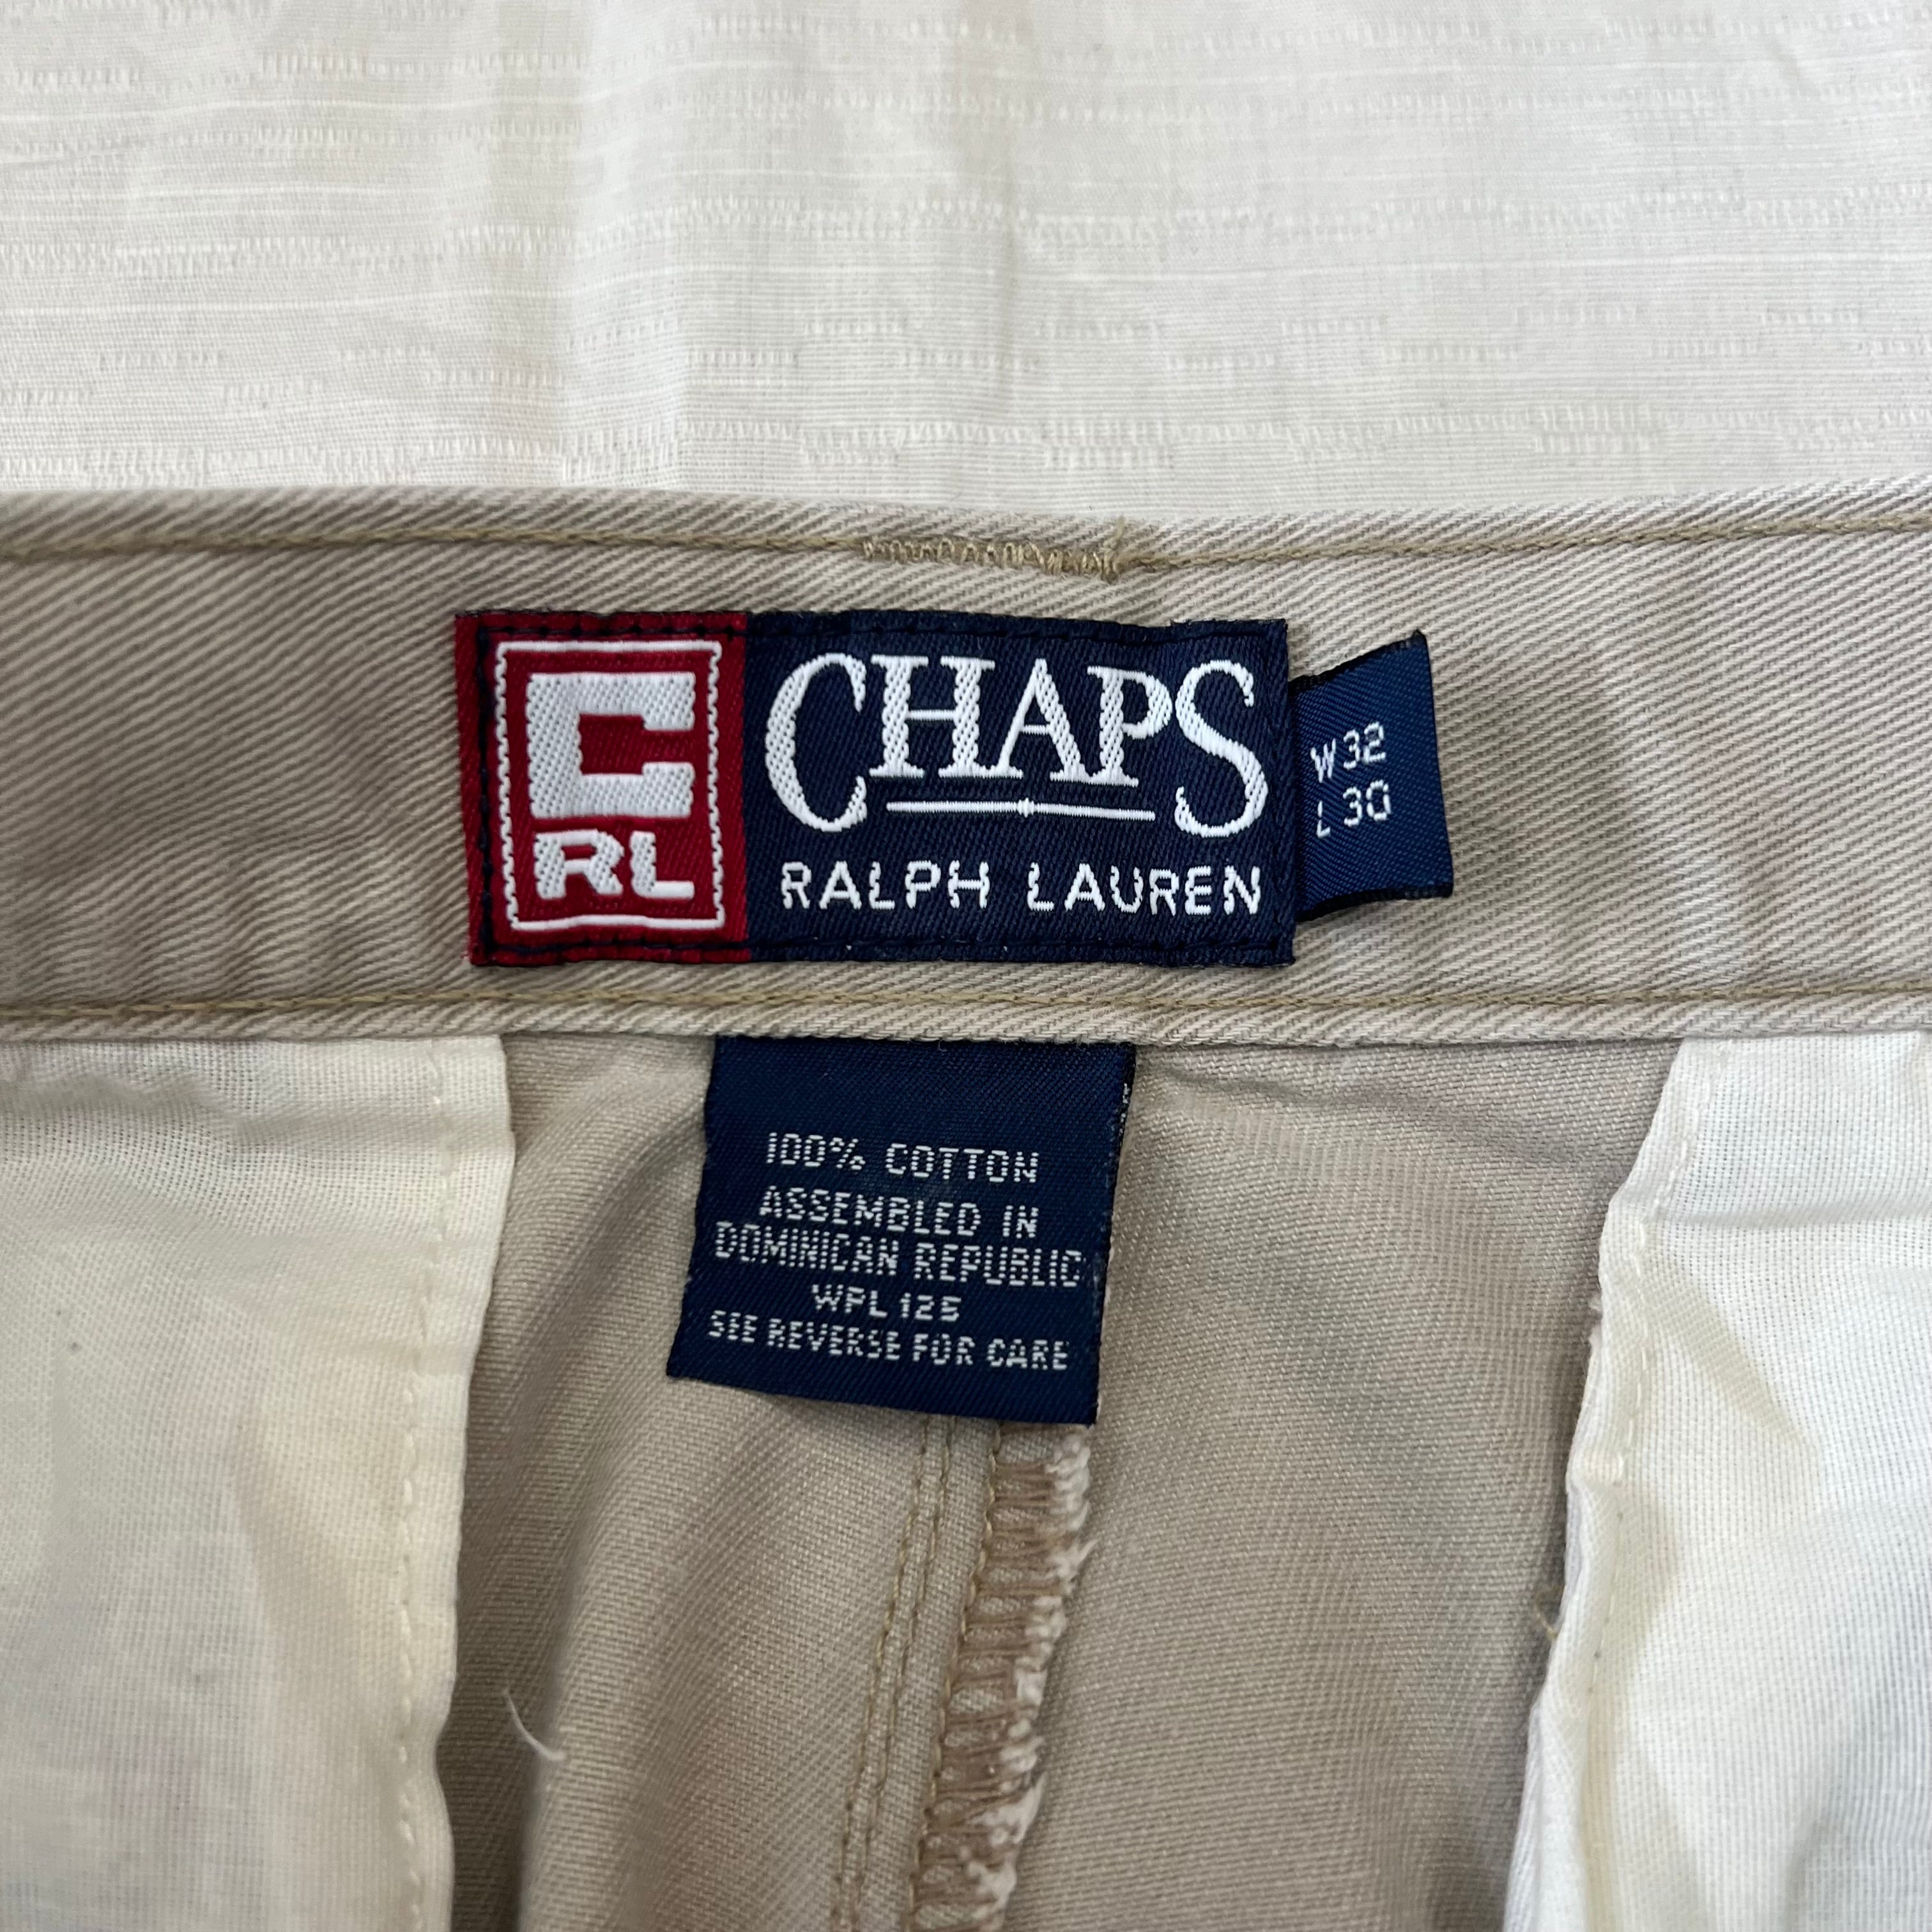 C
RL
CHAPS
RALPH LAUREN
W32
L30
100% COTTON
ASSEMBLED IN
DOMINICAN REPUBLIC
WPL 125
SEE REVERSE FOR CARE